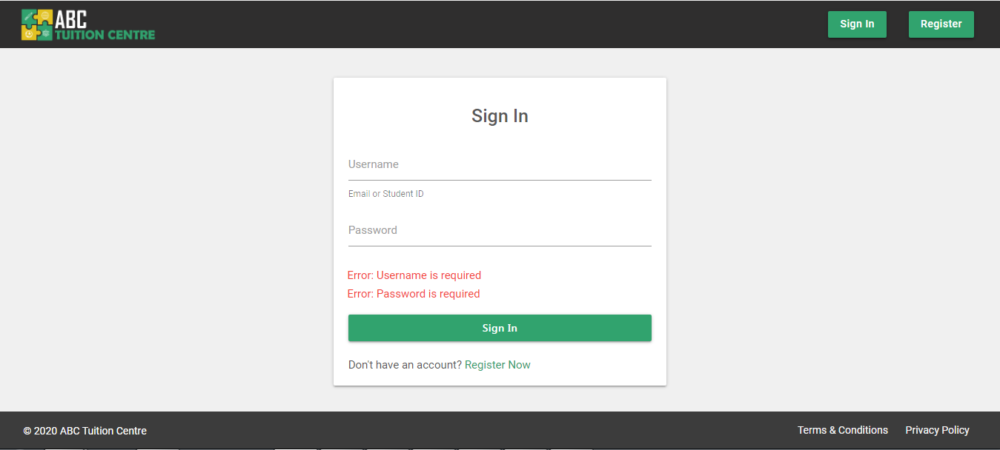 ABC
TUITION CENTRE
Sign In
Register
Sign In
Username
Email or Student ID
Password
Error: Username is required
Error: Password is required
Sign In
Don't have an account? Register Now
© 2020 ABC Tuition Centre
Terms & Conditions
Privacy Policy